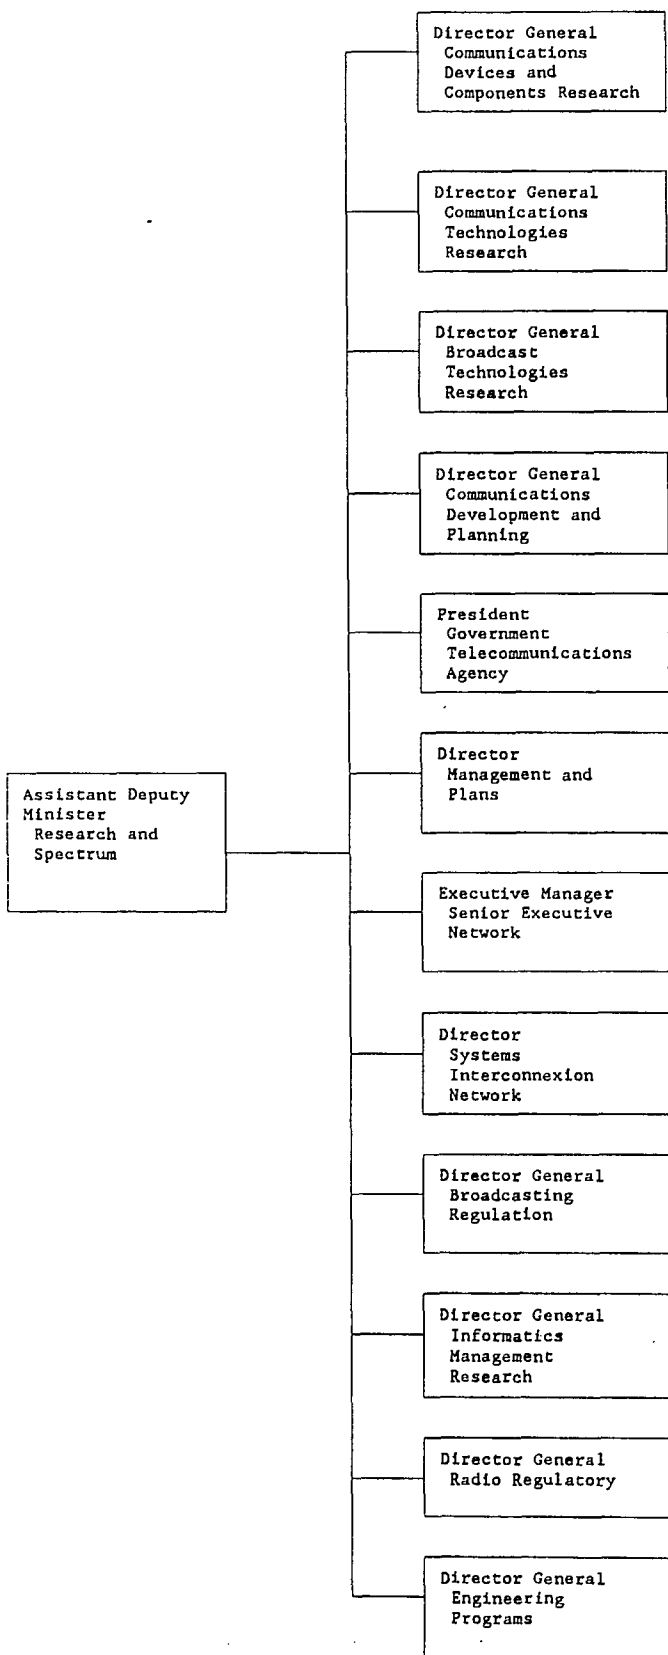 Director General
Communications
Devices and
Components Research
Director General
Communications
Technologies
Research
Director General
Broadcast
Technologies
Research
Director General
Communications
Development and
Planning
President
Government
Telecommunications
Agency
Director
Management and
Plans
Assistant Deputy
Minister
Research and
Spectrum
Executive Manager
Senior Executive
Network
Director
Systems
Interconnexion
Network
Director General
Broadcasting
Regulation
Director General
Informatics
Management
Research
Director General
Radio Regulatory
Director General
Engineering
Programs